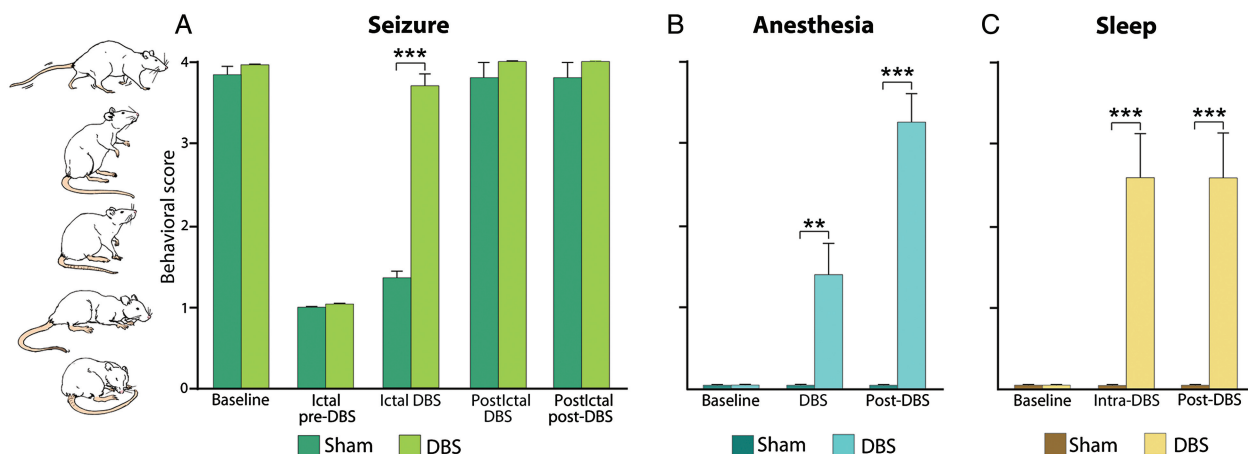 A
Seizure
Behavioral score
4
3
2
1
0
***
Baseline
Ictal
pre-DBS
Ictal DBS
PostIctal
DBS
PostIctal
post-DBS
Sham
DBS
B
Anesthesia
**
***
Baseline
DBS
Post-DBS
Sham
DBS
C
Sleep
***
***
Baseline
Intra-DBS
Post-DBS
Sham
DBS